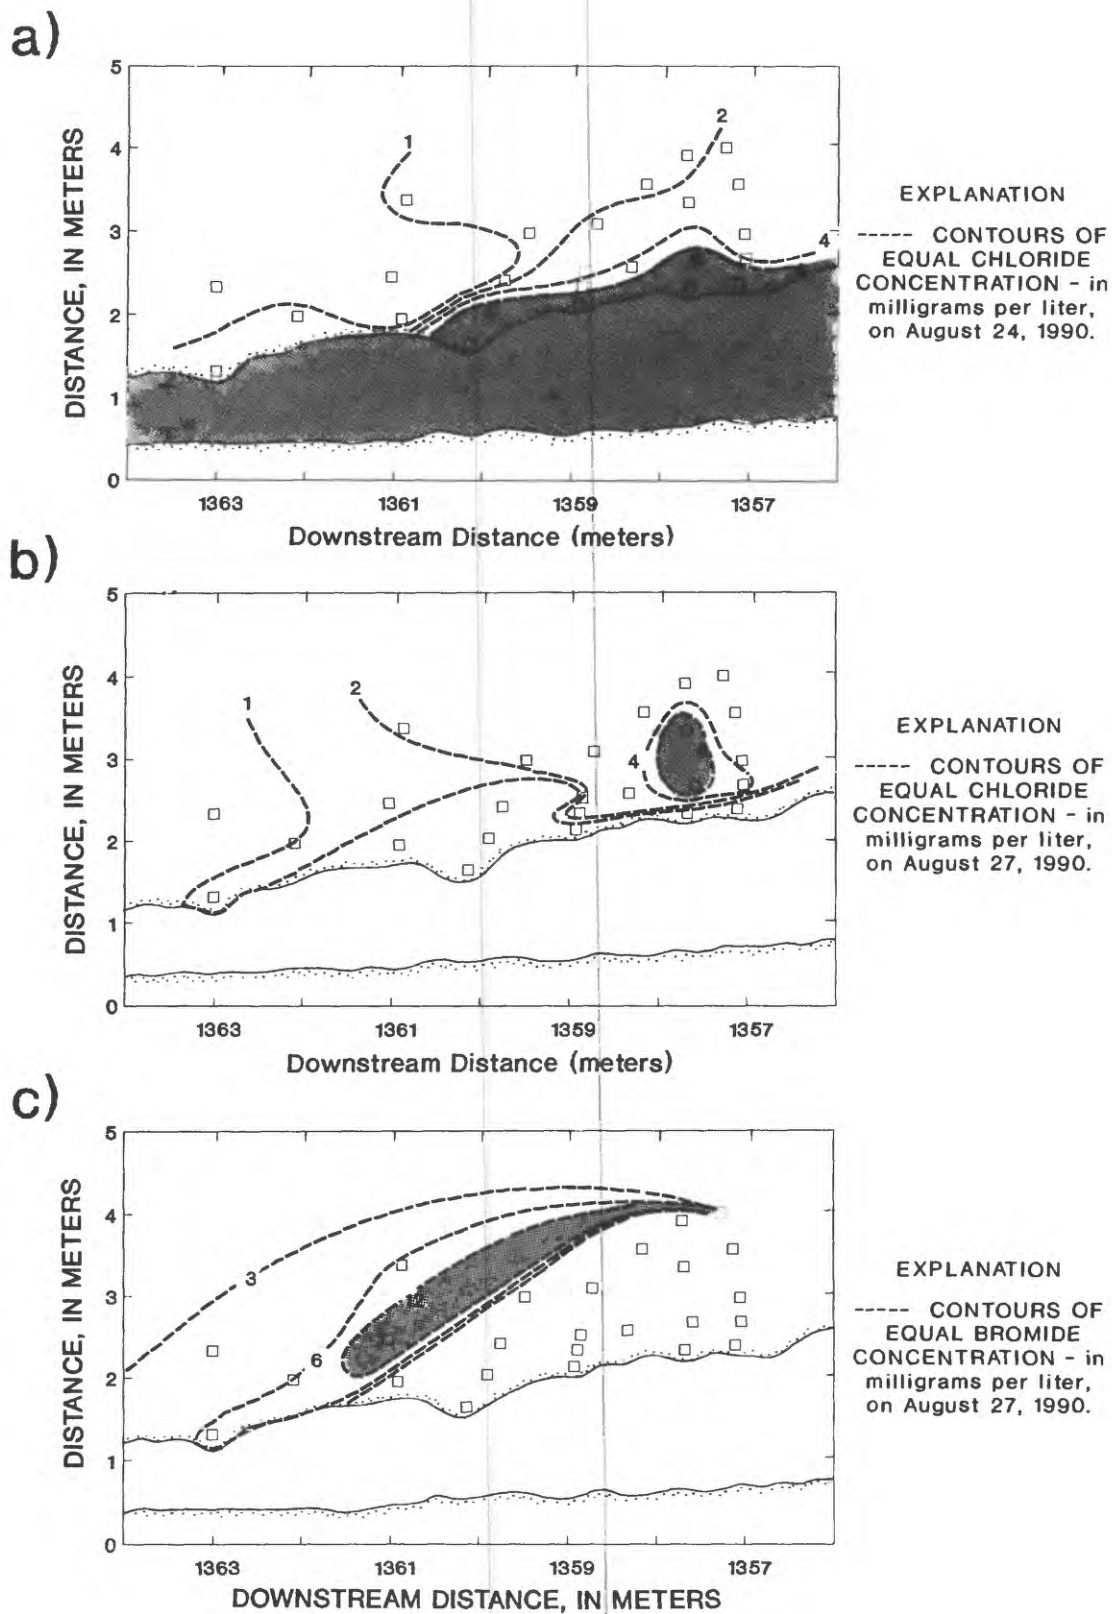 a)
DISTANCE, IN METERS
5
4
3
2
1
0
1
2
4
1363
1361
1359
1357
Downstream Distance (meters)
EXPLANATION
----- CONTOURS OF
EQUAL CHLORIDE
CONCENTRATION - in
milligrams per liter,
on August 24, 1990.
b)
DISTANCE, IN METERS
5
4
3
2
1
0
1
2
4
1363
1361
1359
1357
Downstream Distance (meters)
EXPLANATION
----- CONTOURS OF
EQUAL CHLORIDE
CONCENTRATION - in
milligrams per liter,
on August 27, 1990.
c)
DISTANCE, IN METERS
5
4
3
2
1
0
3
6
1363
1361
1359
1357
DOWNSTREAM DISTANCE, IN METERS
EXPLANATION
----- CONTOURS OF
EQUAL BROMIDE
CONCENTRATION - in
milligrams per liter,
on August 27, 1990.